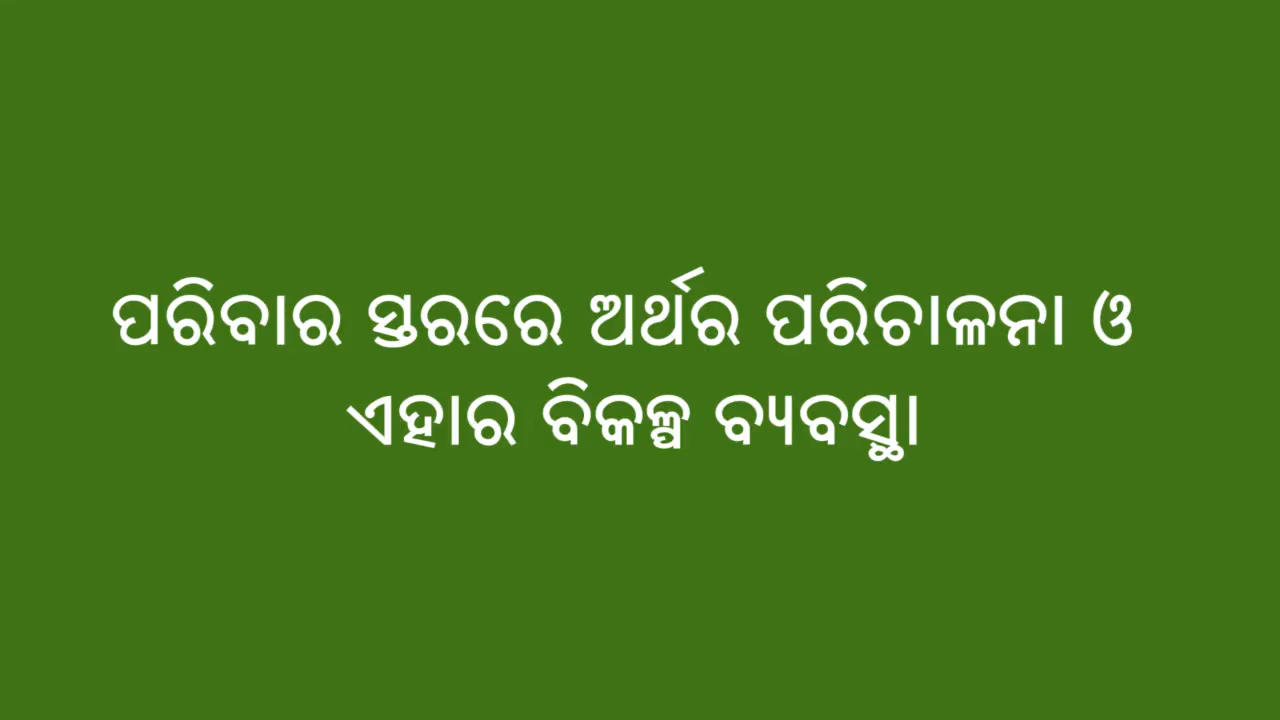 ପରିବାର ସ୍ତରରେ ଅର୍ଥର ପରିଚାଳନା ଓ
ଏହାର ବିକଳ୍ପ ବ୍ୟବସ୍ଥା